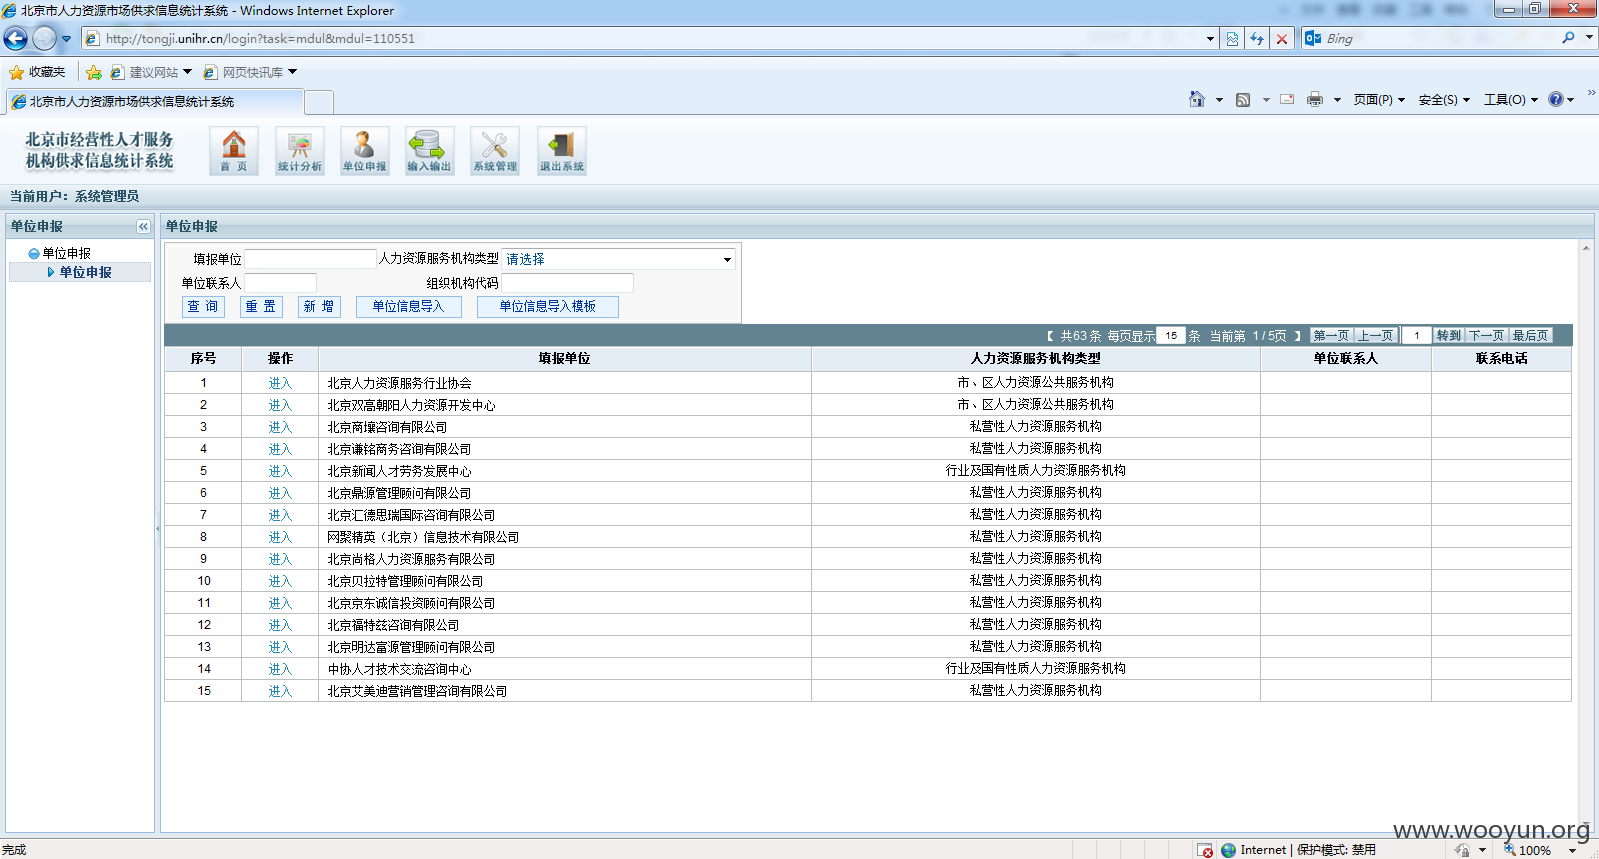 北京市人力资源市场供求信息统计系统 - Windows Internet Explorer
http://tongji.unihr.cn/login?task=mdul&mdul=110551
Bing
收藏夹 建议网站 网页快讯库
北京市人力资源市场供求信息统计系统
页面(P) 安全(S) 工具(O)
北京市经营性人才服务
机构供求信息统计系统
首 页 统计分析 单位申报 输入输出 系统管理 退出系统
当前用户：系统管理员
单位申报
单位申报
单位申报
单位申报
填报单位 人力资源服务机构类型 请选择
单位联系人 组织机构代码
查 询 重 置 新 增 单位信息导入 单位信息导入模板
【 共63条 每页显示 15 条 当前第 1/5页 】 第一页 上一页 1 转到 下一页 最后页
序号 操作 填报单位 人力资源服务机构类型 单位联系人 联系电话
1 进入 北京人力资源服务行业协会 市、区人力资源公共服务机构
2 进入 北京双高朝阳人力资源开发中心 市、区人力资源公共服务机构
3 进入 北京商壤咨询有限公司 私营性人力资源服务机构
4 进入 北京谦铭商务咨询有限公司 私营性人力资源服务机构
5 进入 北京新闻人才劳务发展中心 行业及国有性质人力资源服务机构
6 进入 北京鼎源管理顾问有限公司 私营性人力资源服务机构
7 进入 北京汇德思瑞国际咨询有限公司 私营性人力资源服务机构
8 进入 网聚精英（北京）信息技术有限公司 私营性人力资源服务机构
9 进入 北京尚格人力资源服务有限公司 私营性人力资源服务机构
10 进入 北京贝拉特管理顾问有限公司 私营性人力资源服务机构
11 进入 北京京东诚信投资顾问有限公司 私营性人力资源服务机构
12 进入 北京福特兹咨询有限公司 私营性人力资源服务机构
13 进入 北京明达富源管理顾问有限公司 私营性人力资源服务机构
14 进入 中协人才技术交流咨询中心 行业及国有性质人力资源服务机构
15 进入 北京艾美迪营销管理咨询有限公司 私营性人力资源服务机构
www.wooyun.org
完成 Internet | 保护模式: 禁用 100%